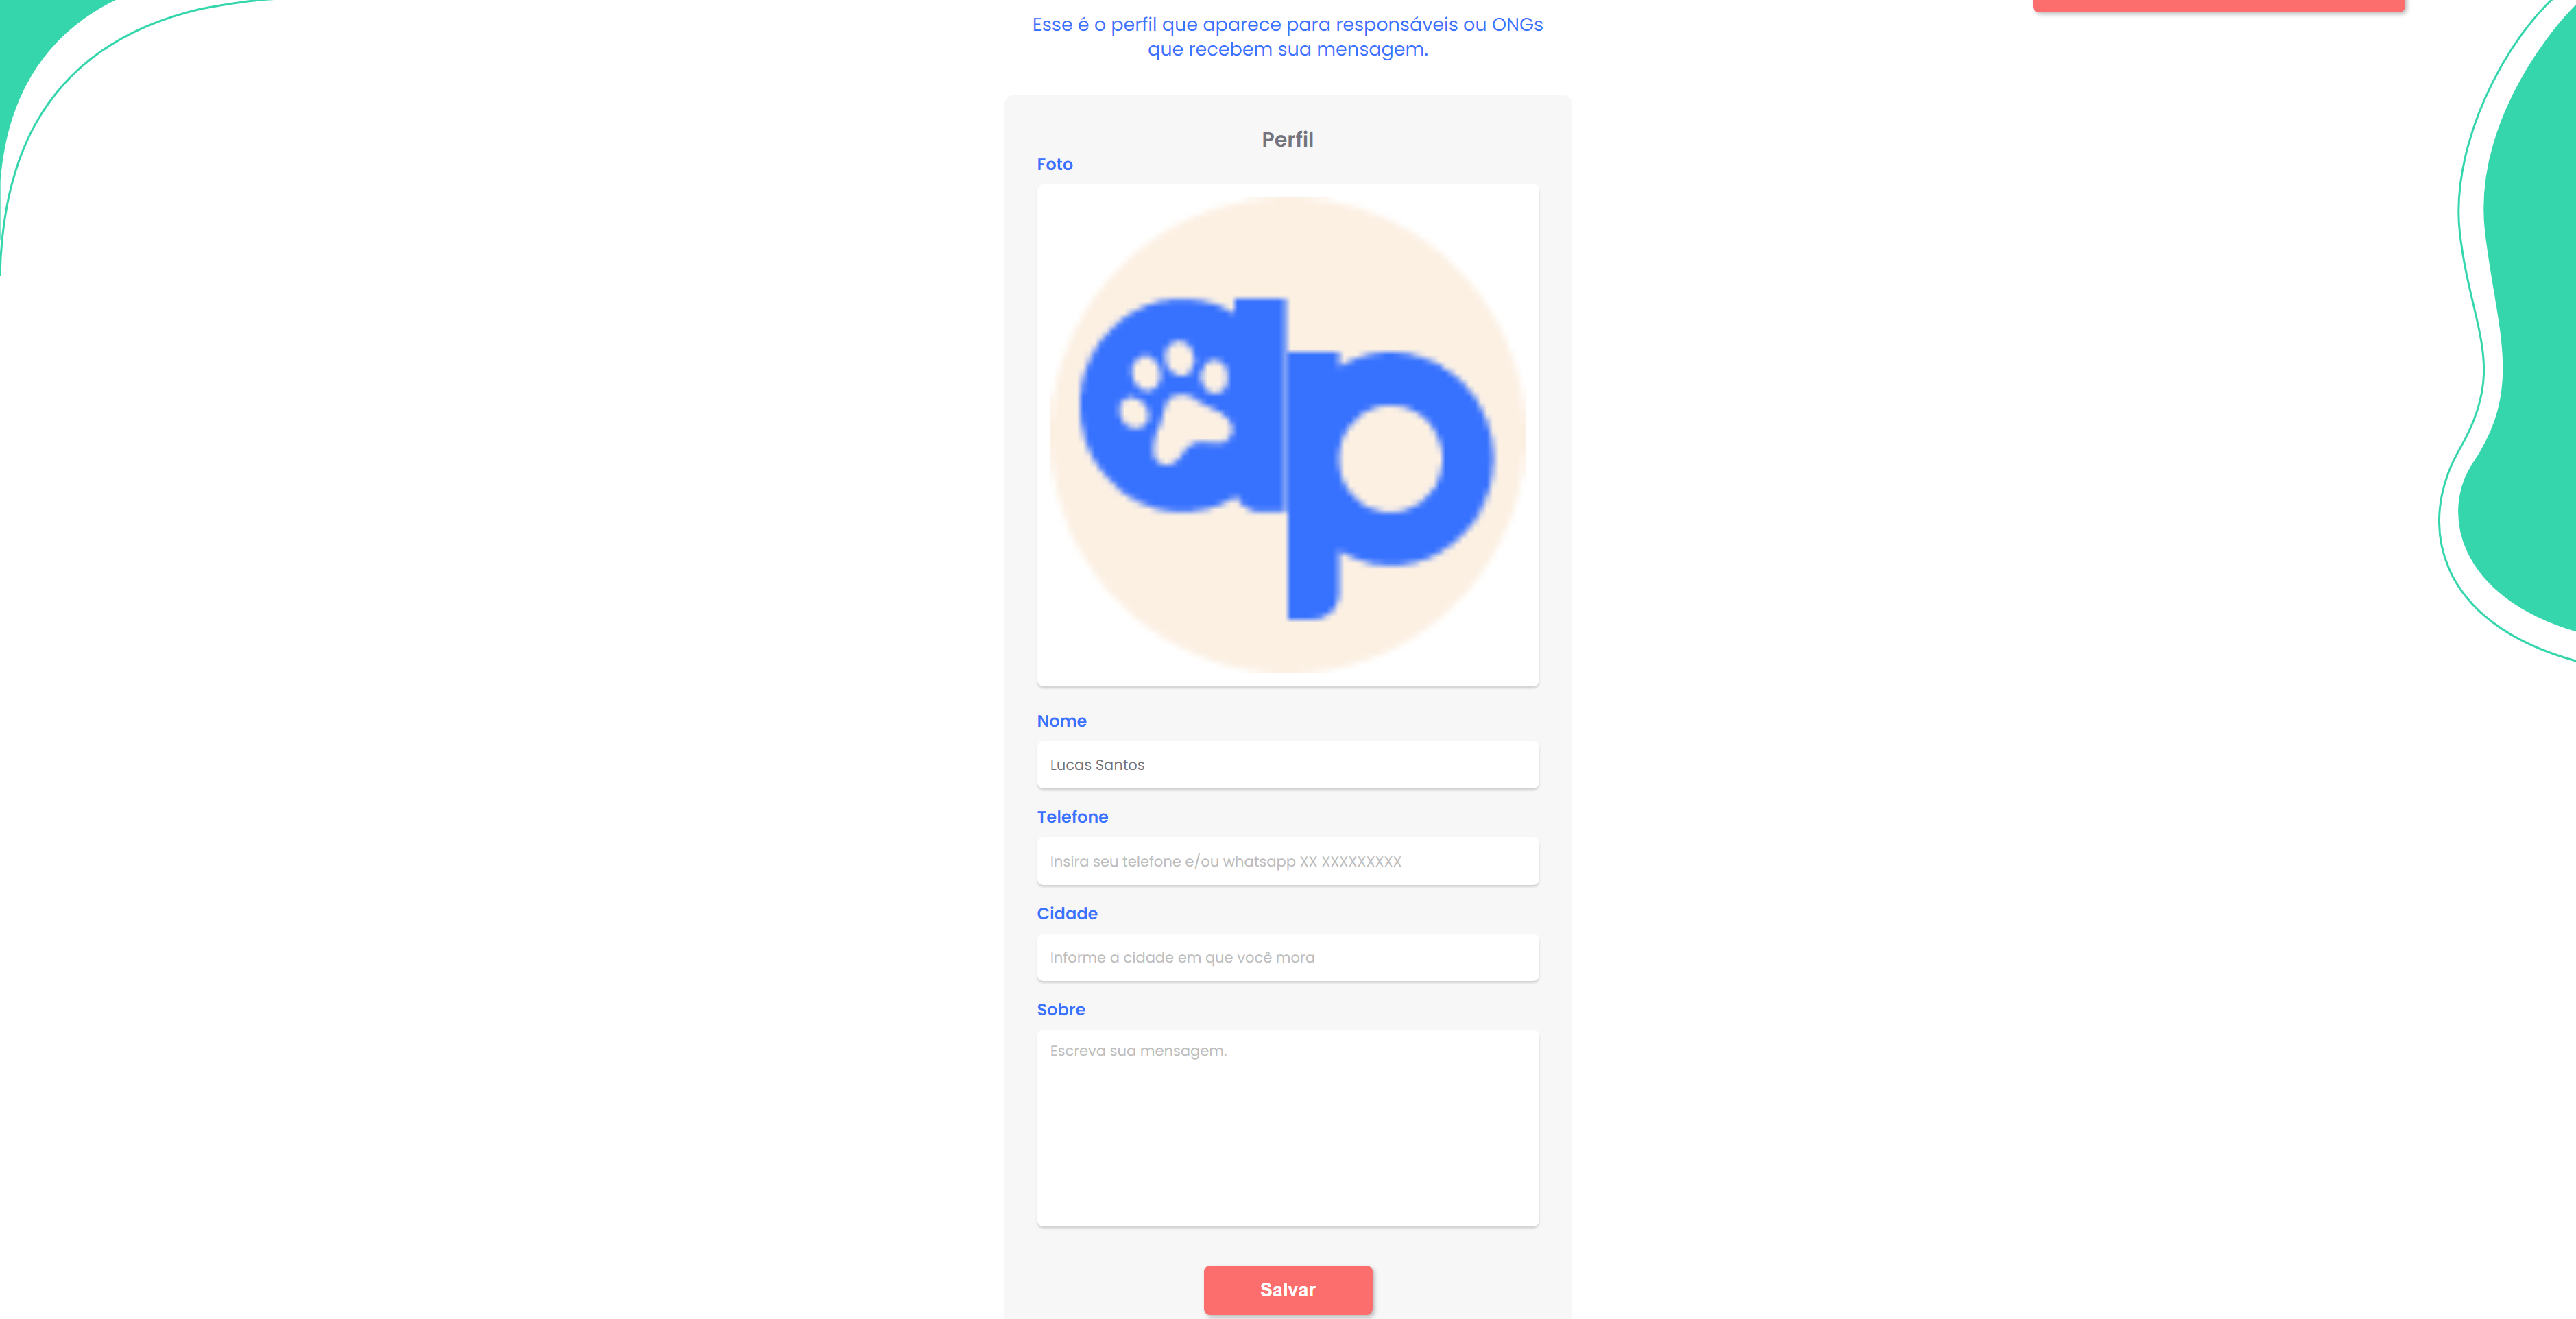 Esse é o perfil que aparece para responsáveis ou ONGs
que recebem sua mensagem.
Perfil
Foto
ap
Nome
Lucas Santos
Telefone
Insira seu telefone e/ou whatsapp XX XXXXXXXXX
Cidade
Informe a cidade em que você mora
Sobre
Escreva sua mensagem.
Salvar